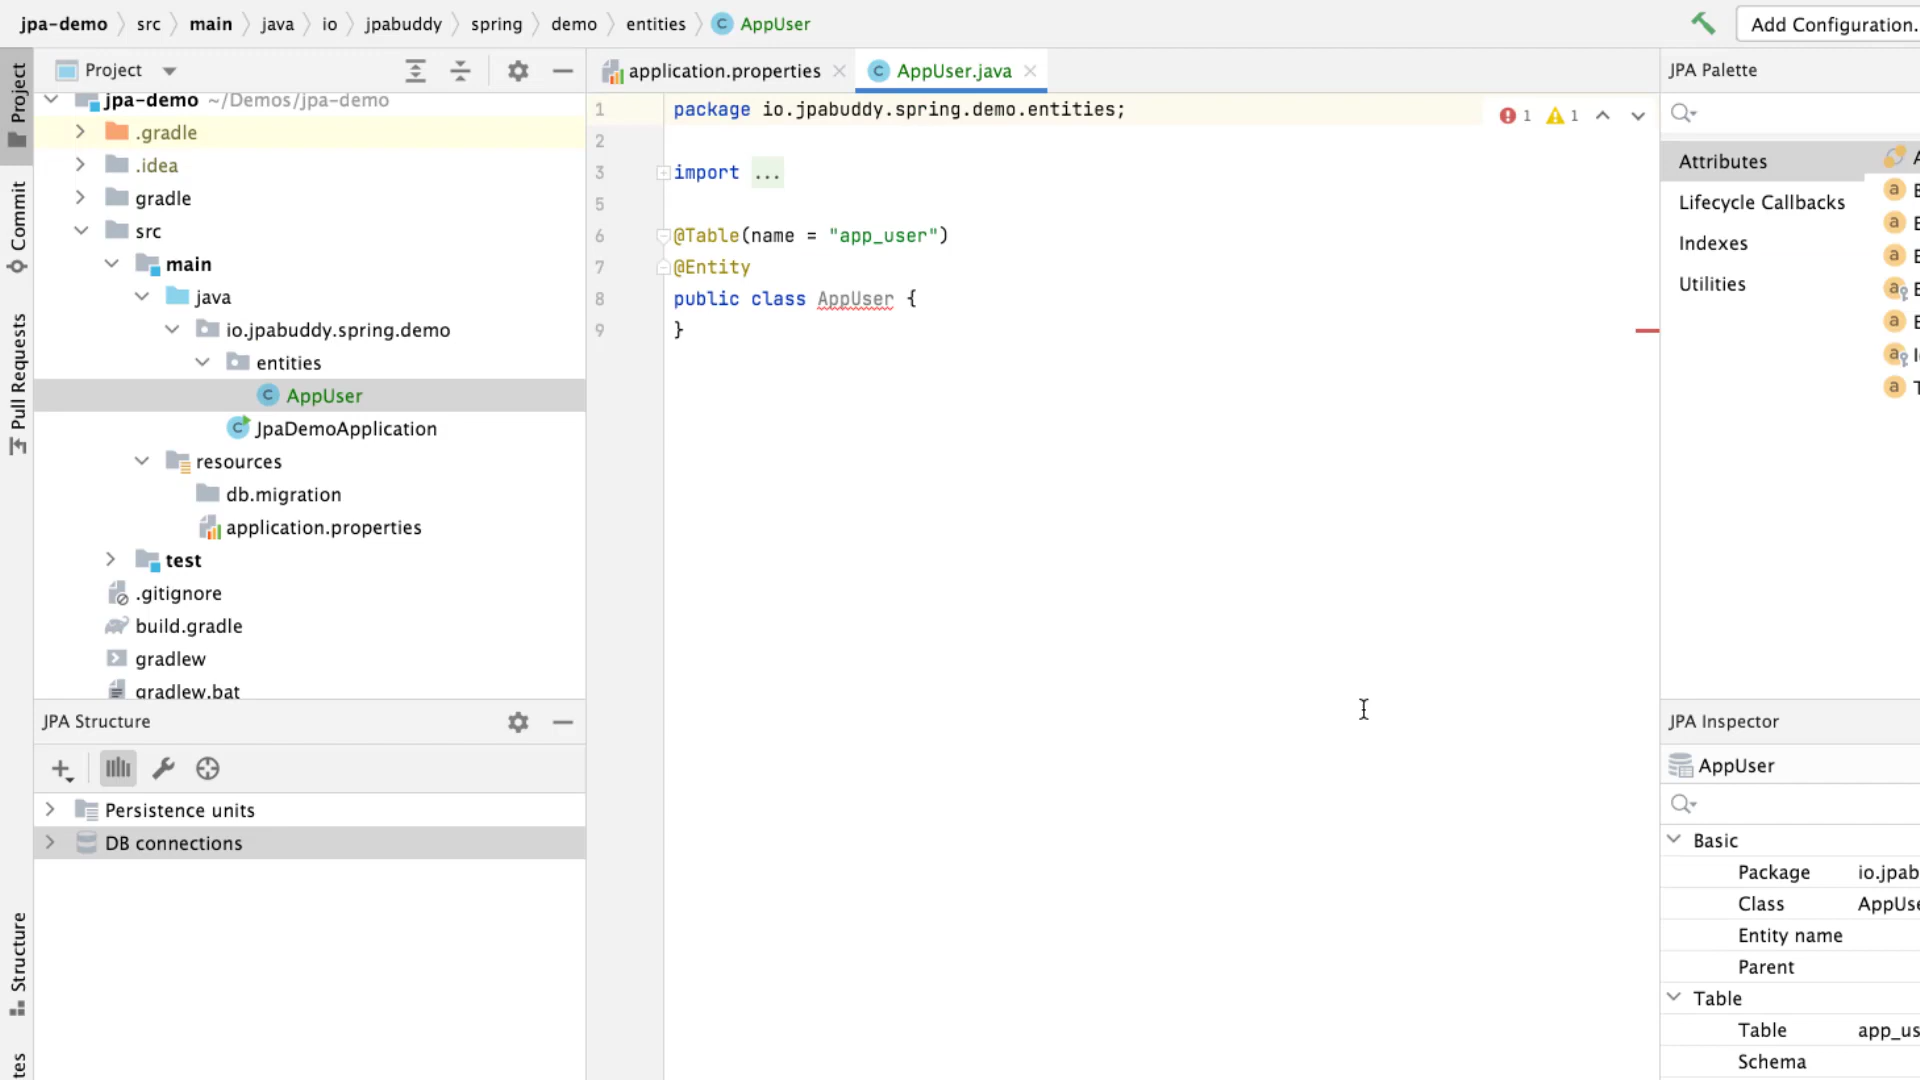 jpa-demo src main java io jpabuddy spring demo entities AppUser
Add Configuration.
Project
Commit
Pull Requests
Structure
Project
jpa-demo ~/Demos/jpa-demo
.gradle
.idea
gradle
src
main
java
io.jpabuddy.spring.demo
entities
AppUser
JpaDemoApplication
resources
db.migration
application.properties
test
.gitignore
build.gradle
gradlew
gradlew.bat
JPA Structure
Persistence units
DB connections
application.properties AppUser.java
1 package io.jpabuddy.spring.demo.entities;
2
3 import ...
5
6 @Table(name = "app_user")
7 @Entity
8 public class AppUser {
9 }
1 1
JPA Palette
Attributes
Lifecycle Callbacks
Indexes
Utilities
JPA Inspector
AppUser
Basic
Package io.jpab
Class AppUse
Entity name
Parent
Table
Table app_us
Schema